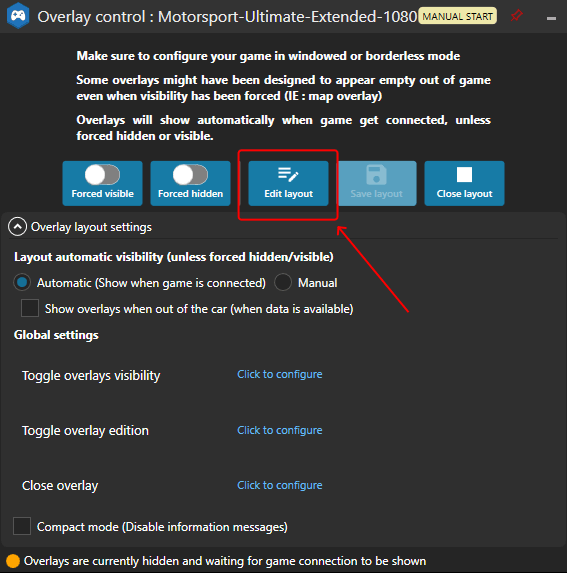 Overlay control : Motorsport-Ultimate-Extended-1080
MANUAL START
Make sure to configure your game in windowed or borderless mode
Some overlays might have been designed to appear empty out of game
even when visibility has been forced (IE : map overlay)
Overlays will show automatically when game get connected, unless
forced hidden or visible.
Forced visible
Forced hidden
Edit layout
Save layout
Close layout
Overlay layout settings
Layout automatic visibility (unless forced hidden/visible)
Automatic (Show when game is connected)
Manual
Show overlays when out of the car (when data is available)
Global settings
Toggle overlays visibility
Click to configure
Toggle overlay edition
Click to configure
Close overlay
Click to configure
Compact mode (Disable information messages)
Overlays are currently hidden and waiting for game connection to be shown